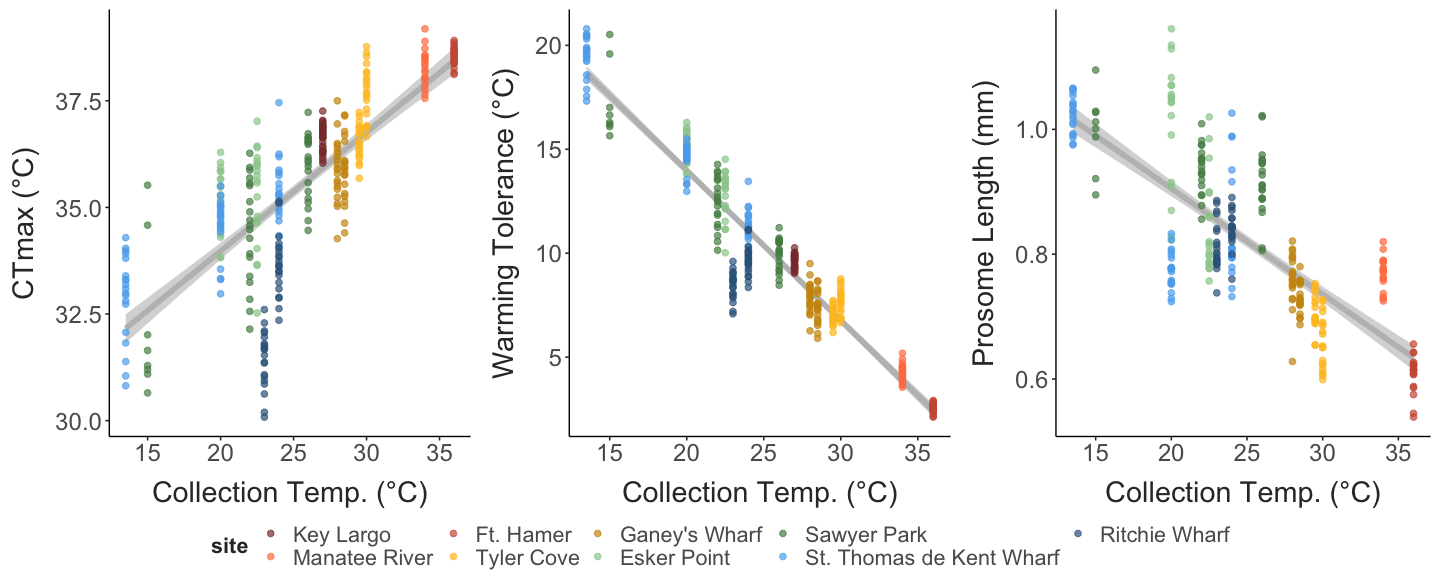 CTmax (°C)
37.5
35.0
32.5
30.0
15 20 25 30 35
Collection Temp. (°C)
Warming Tolerance (°C)
20
15
10
5
15 20 25 30 35
Collection Temp. (°C)
Prosome Length (mm)
1.0
0.8
0.6
15 20 25 30 35
Collection Temp. (°C)
site
Key Largo Ft. Hamer Ganey's Wharf Sawyer Park Ritchie Wharf
Manatee River Tyler Cove Esker Point St. Thomas de Kent Wharf